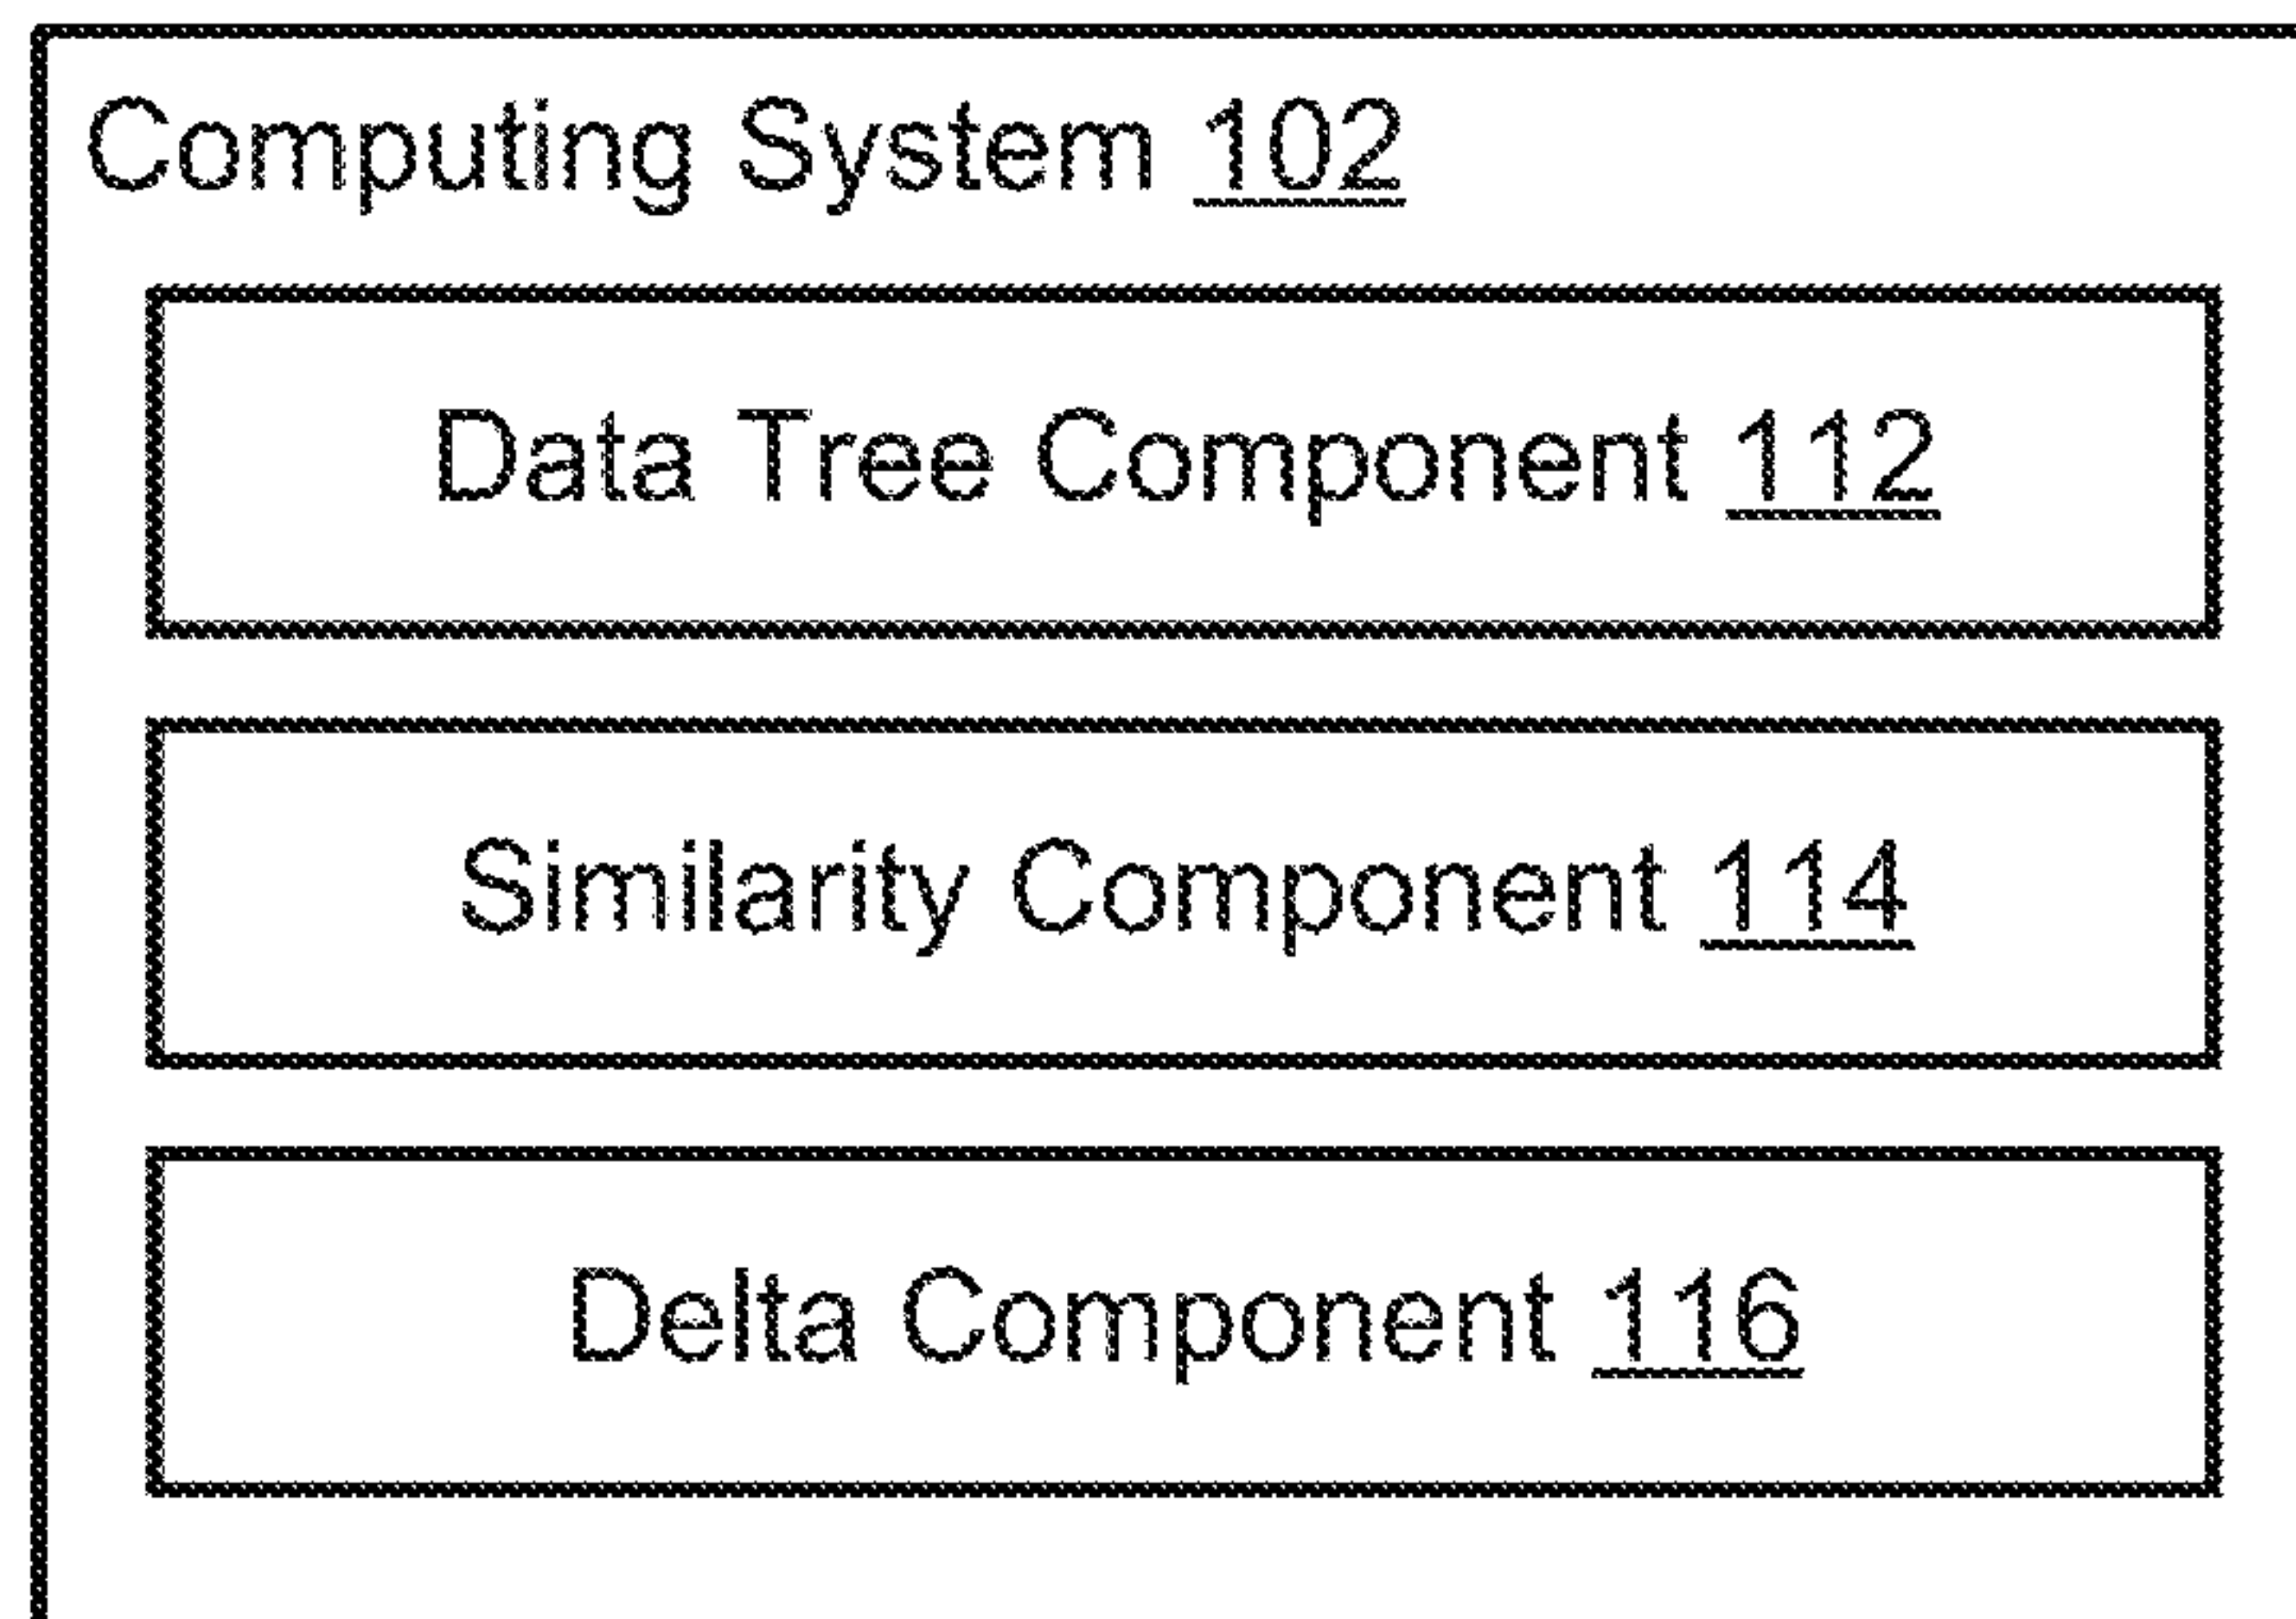 Computing System 102
Data Tree Component 112
Similarity Component 114
Delta Component 116